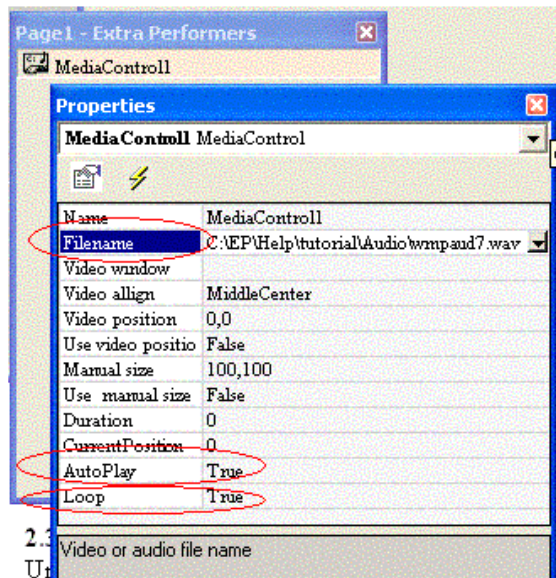 Page1 - Extra Performers
MediaControl1
Properties
MediaControl1 MediaControl
Name MediaControl1
Filename C:\EP\Help\tutorial\Audio\wmpaud7.wav
Video window
Video allign MiddleCenter
Video position 0,0
Use video positio False
Manual size 100,100
Use manual size False
Duration 0
CurrentPosition 0
AutoPlay True
Loop True
2.3
Video or audio file name